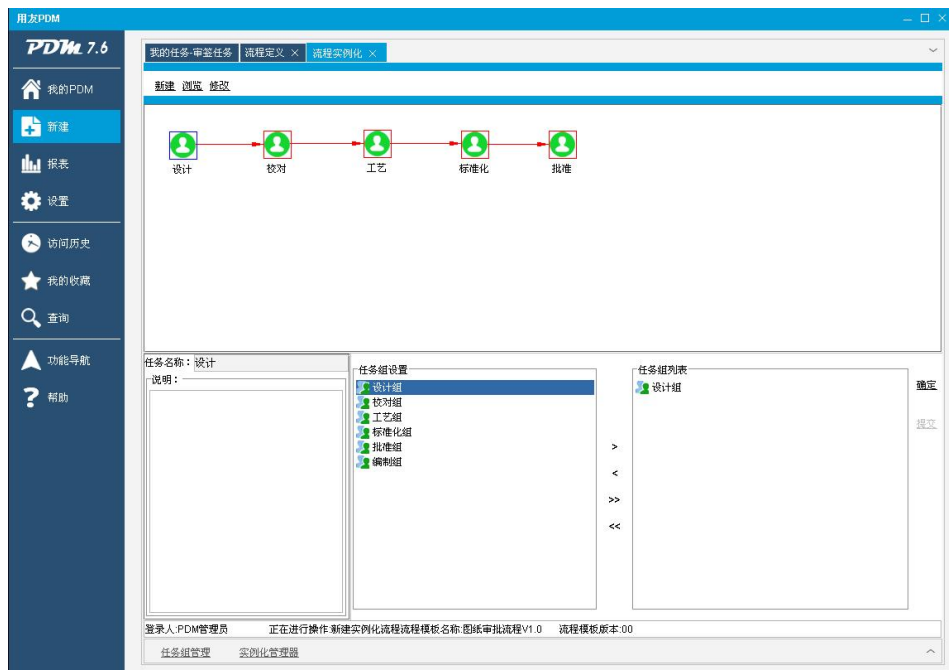 用友PDM
PDM 7.6
我的PDM
新建
报表
设置
访问历史
我的收藏
查询
功能导航
帮助
我的任务-审签任务 流程定义 × 流程实例化 ×
新建 浏览 修改
设计 校对 工艺 标准化 批准
任务名称：设计
说明：
任务组设置
设计组
校对组
工艺组
标准化组
批准组
编制组
>
<
>>
<<
任务组列表
设计组
确定
提交
登录人:PDM管理员 正在进行操作:新建实例化流程流程模板名称:图纸审批流程V1.0 流程模板版本:00
任务组管理 实例化管理器